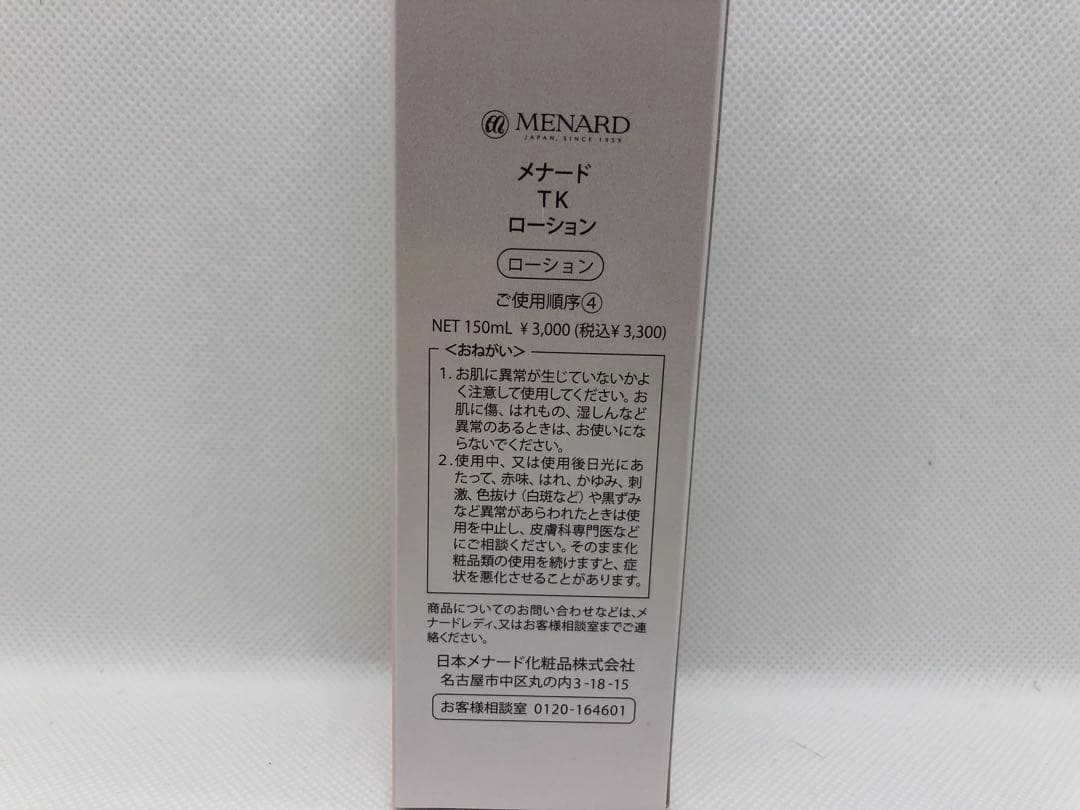 MENARD
JAPAN, SINCE 1959
メナード
TK
ローション
ローション
ご使用順序④
NET 150mL ¥3,000 (税込¥3,300)
＜おねがい＞
1. お肌に異常が生じていないかよ
く注意して使用してください。お
肌に傷、はれもの、湿しんなど
異常のあるときは、お使いにな
らないでください。
2. 使用中、又は使用後日光にあ
たって、赤味、はれ、かゆみ、刺
激、色抜け（白斑など）や黒ずみ
など異常があらわれたときは使
用を中止し、皮膚科専門医など
にご相談ください。そのまま化
粧品類の使用を続けますと、症
状を悪化させることがあります。
商品についてのお問い合わせなどは、メ
ナードレディ、又はお客様相談室までご連
絡ください。
日本メナード化粧品株式会社
名古屋市中区丸の内3-18-15
お客様相談室 0120-164601